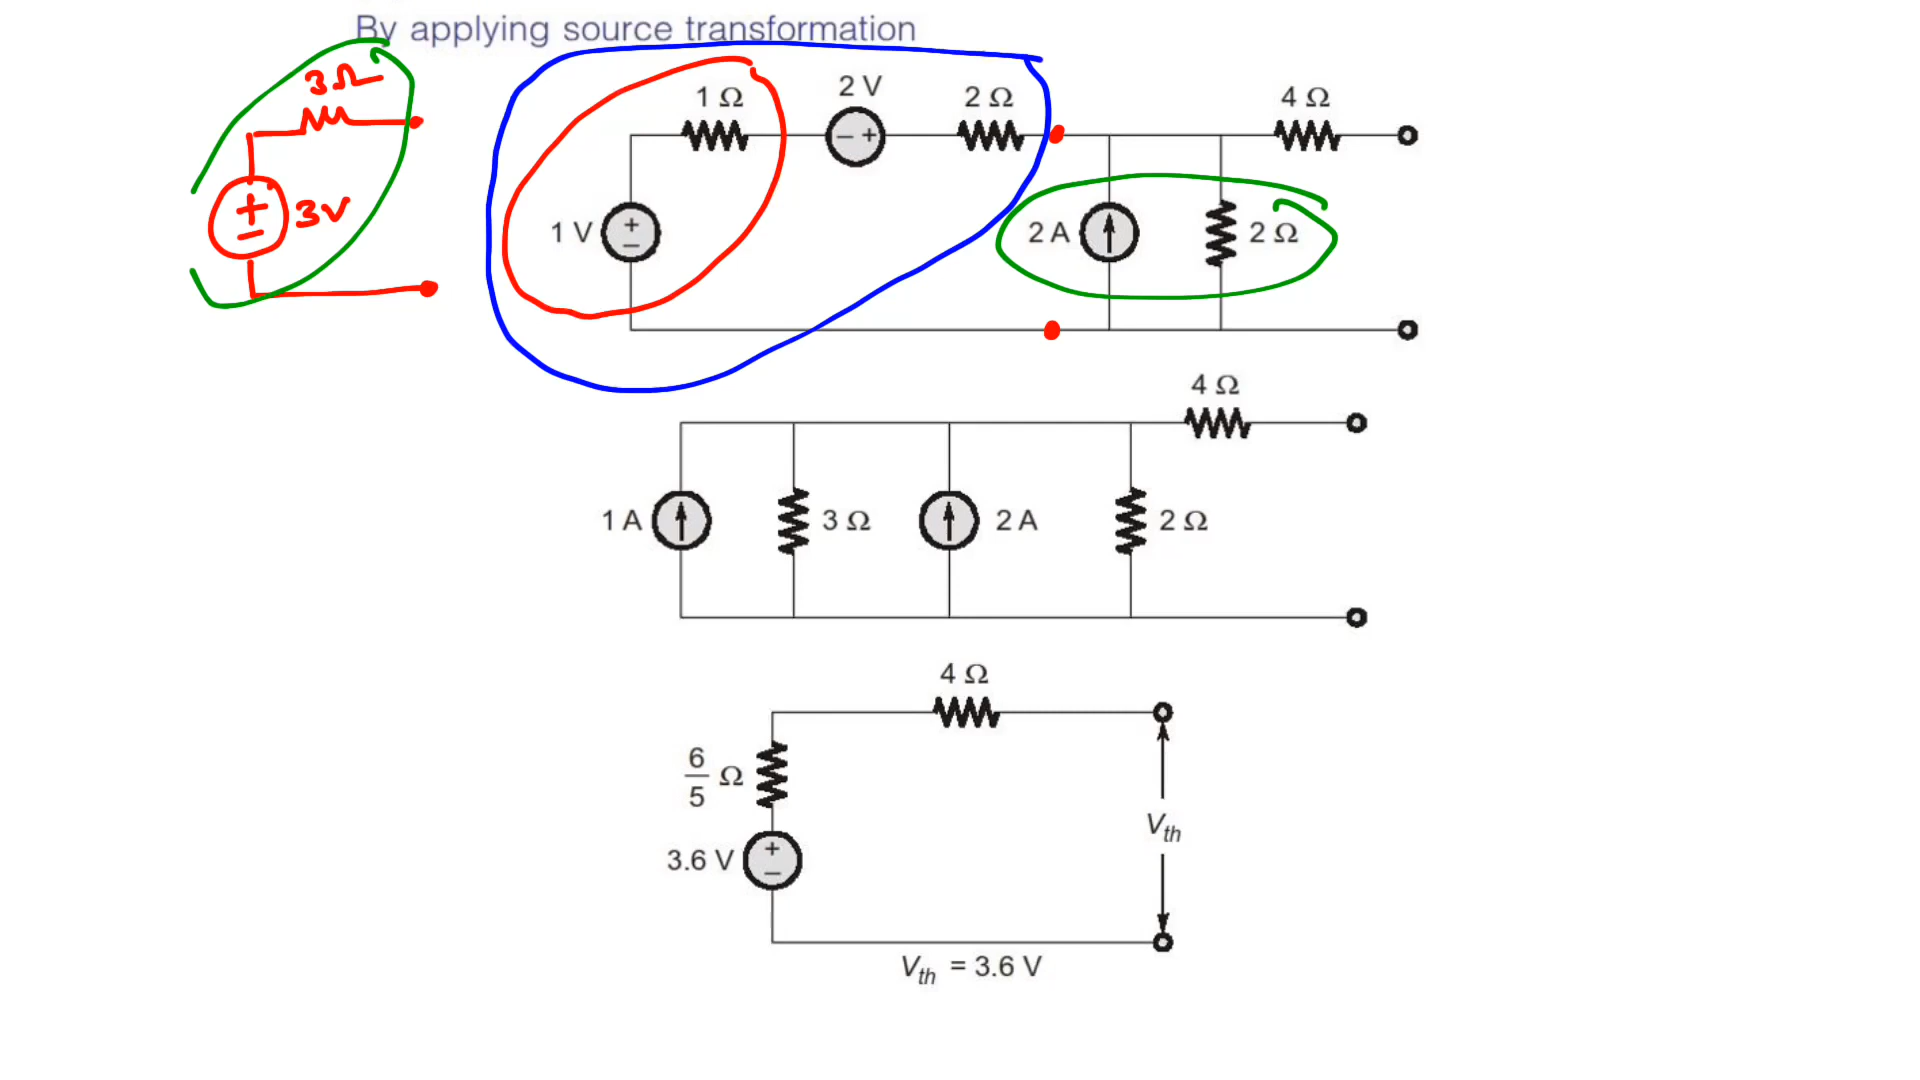 By applying source transformation
3Ω
+
−
3V
1 Ω
2 V
− +
2 Ω
4 Ω
1 V
+
−
2 A
2 Ω
4 Ω
1 A
3 Ω
2 A
2 Ω
4 Ω
6
5
Ω
3.6 V
+
−
Vth
Vth = 3.6 V